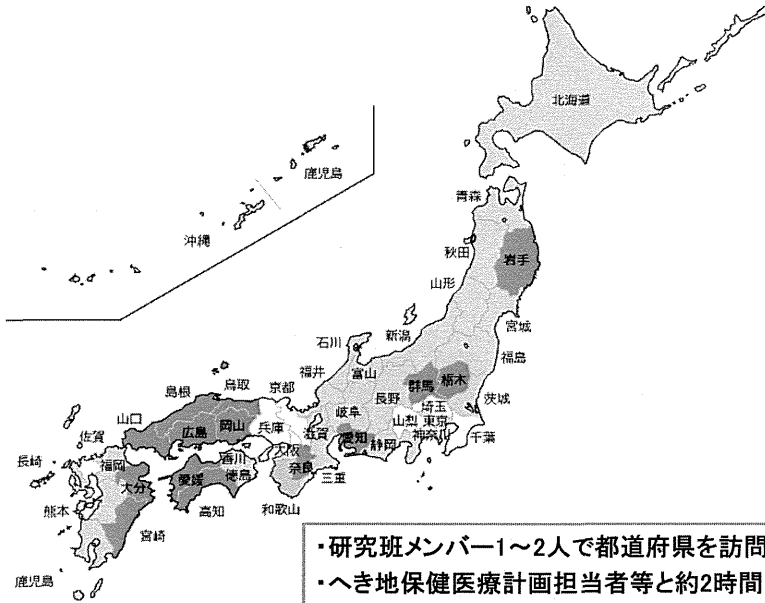 北海道
鹿児島
青森
沖縄
秋田
岩手
山形
宮城
新潟
石川
福島
福井
富山
群馬
栃木
鳥取
京都
島根
長野
茨城
岐阜
埼玉
山口
岡山
兵庫
滋賀
山梨
東京
広島
愛知
静岡
神奈川
千葉
佐賀
香川
大阪
福岡
奈良
長崎
愛媛
徳島
三重
大分
高知
和歌山
熊本
宮崎
鹿児島
・研究班メンバー1~2人で都道府県を訪問
・へき地保健医療計画担当者等と約2時間